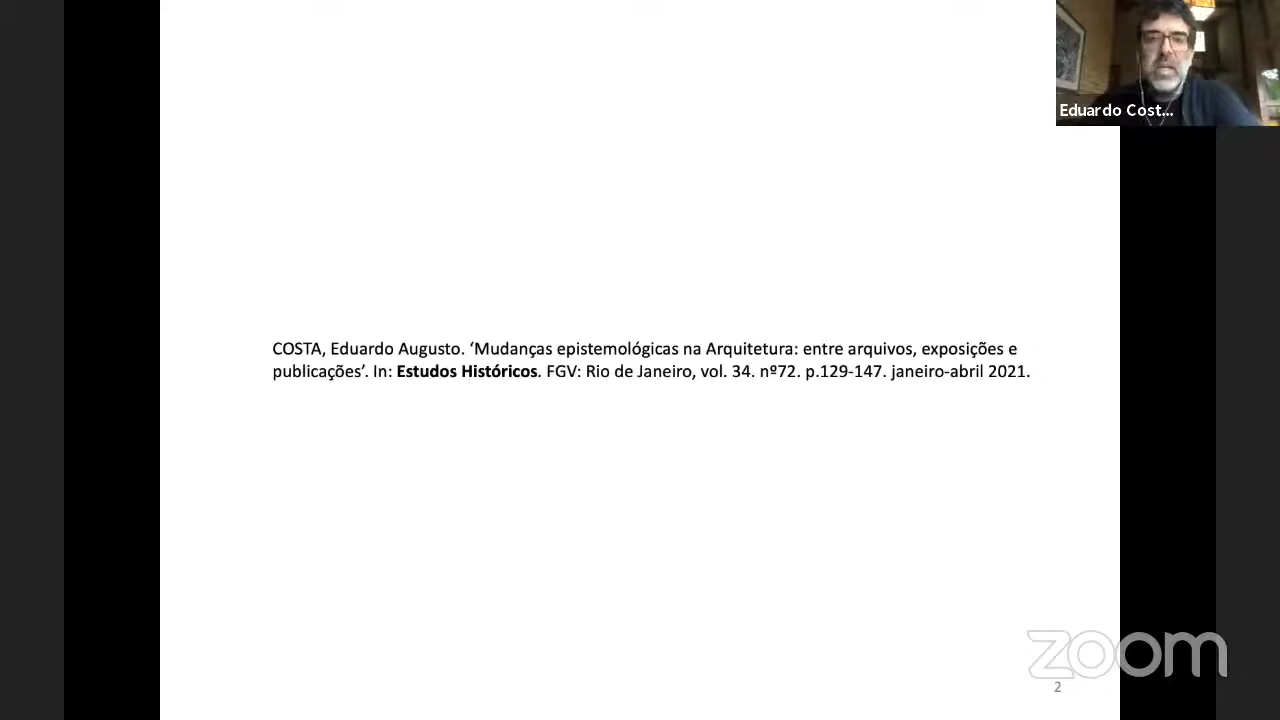 Eduardo Cost...
COSTA, Eduardo Augusto. ‘Mudanças epistemológicas na Arquitetura: entre arquivos, exposições e
publicações’. In: Estudos Históricos. FGV: Rio de Janeiro, vol. 34. nº72. p.129-147. janeiro-abril 2021.
zoom
2